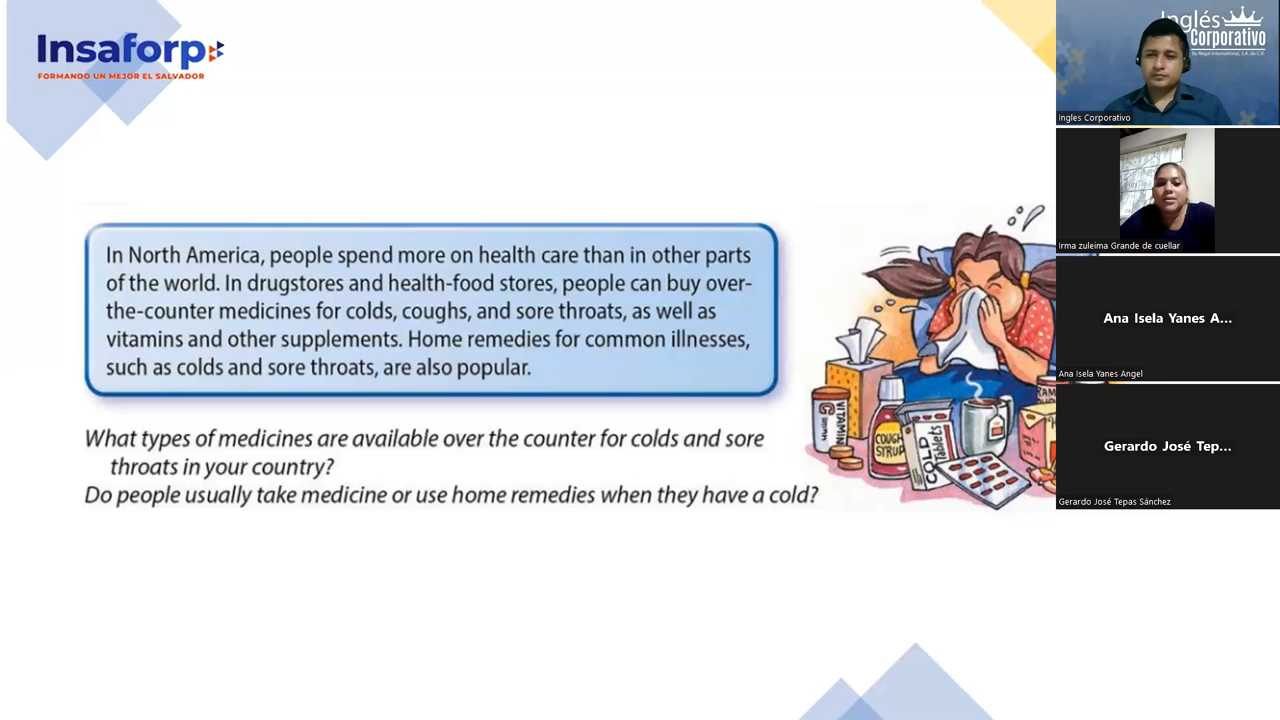 Insaforp
FORMANDO UN MEJOR EL SALVADOR
In North America, people spend more on health care than in other parts
of the world. In drugstores and health-food stores, people can buy over-
the-counter medicines for colds, coughs, and sore throats, as well as
vitamins and other supplements. Home remedies for common illnesses,
such as colds and sore throats, are also popular.
What types of medicines are available over the counter for colds and sore
throats in your country?
Do people usually take medicine or use home remedies when they have a cold?
VITAMIN
C
COUGH
SYRUP
COLD
Tablets
Inglés
Corporativo
By Regal International, S.A. de C.V.
Ingles Corporativo
Irma zuleima Grande de cuellar
Ana Isela Yanes A...
Ana Isela Yanes Angel
Gerardo José Tep...
Gerardo José Tepas Sánchez